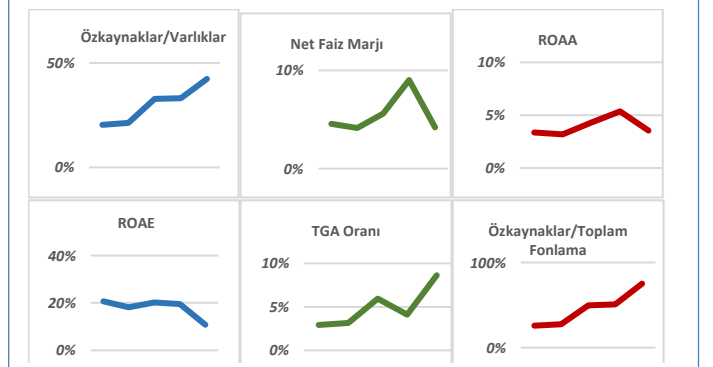 Özkaynaklar/Varlıklar
50%
0%
Net Faiz Marjı
10%
0%
ROAA
10%
5%
0%
ROAE
40%
20%
0%
TGA Oranı
10%
5%
0%
Özkaynaklar/Toplam
Fonlama
100%
0%